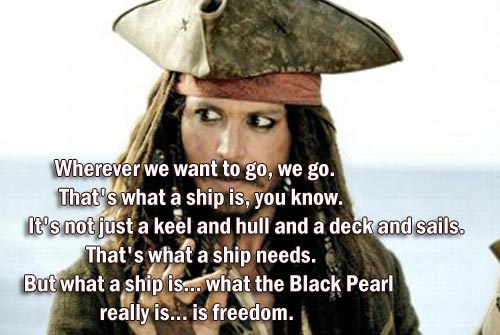 Wherever we want to go, we go.
That's what a ship is, you know.
It's not just a keel and hull and a deck and sails.
That's what a ship needs.
But what a ship is... what the Black Pearl
really is... is freedom.